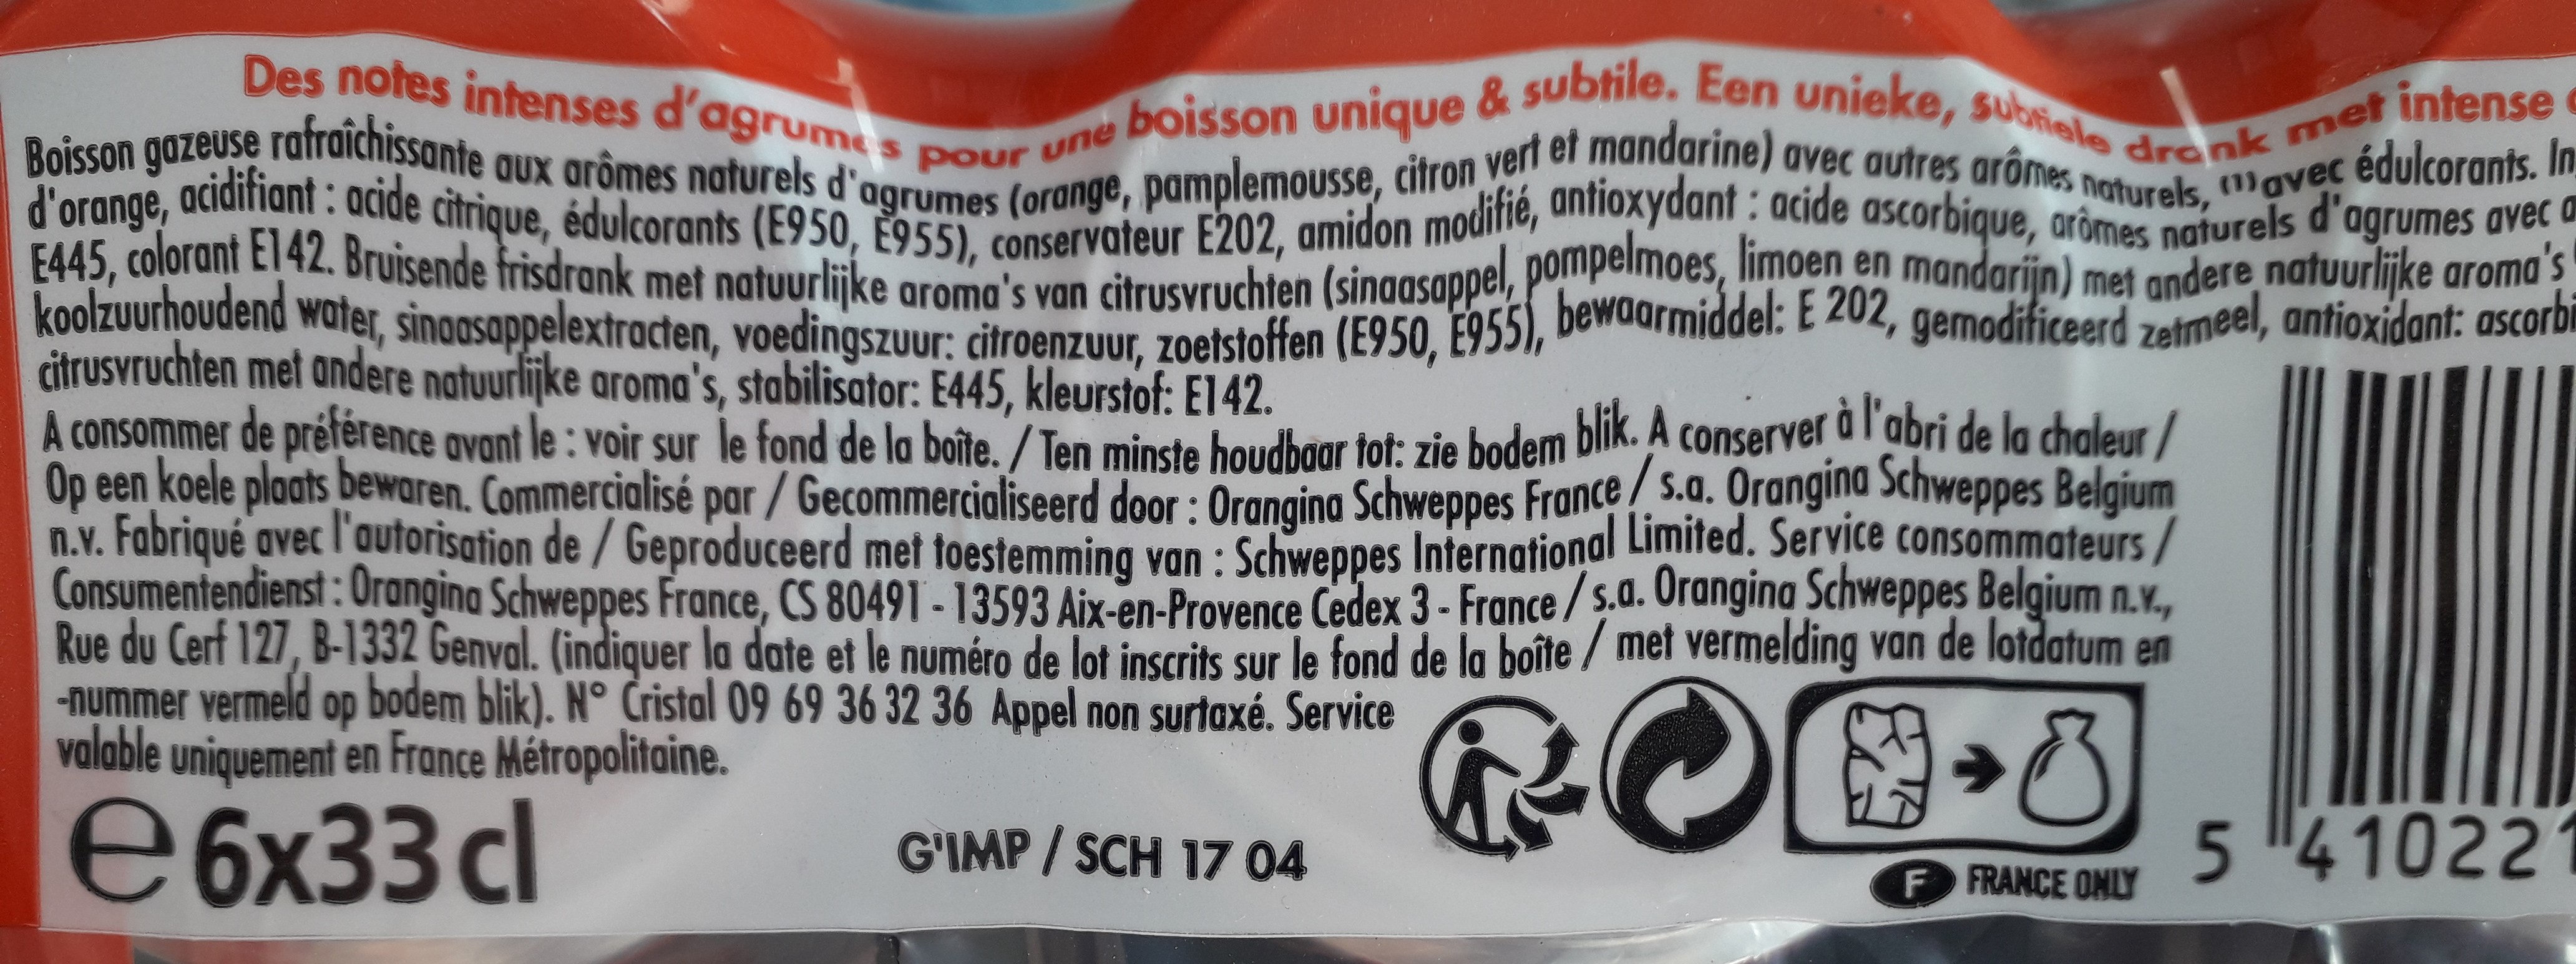 Des notes intenses d'agrumes pour une boisson unique & subtile. Een unieke, subtiele drank met intense
Boisson gazeuse rafraîchissante aux arômes naturels d'agrumes (orange, pamplemousse, citron vert et mandarine) avec autres arômes naturels, (1) avec édulcorants. In
d'orange, acidifiant : acide citrique, édulcorants (E950, E955), conservateur E202, amidon modifié, antioxydant : acide ascorbique, arômes naturels d'agrumes avec a
E445, colorant E142. Bruisende frisdrank met natuurlijke aroma's van citrusvruchten (sinaasappel, pompelmoes, limoen en mandarijn) met andere natuurlijke aroma's
koolzuurhoudend water, sinaasappelextracten, voedingszuur: citroenzuur, zoetstoffen (E950, E955), bewaarmiddel: E 202, gemodificeerd zetmeel, antioxidant: ascorbi
citrusvruchten met andere natuurlijke aroma's, stabilisator: E445, kleurstof: E142.
A consommer de préférence avant le : voir sur le fond de la boîte. / Ten minste houdbaar tot: zie bodem blik. A conserver à l'abri de la chaleur /
Op een koele plaats bewaren. Commercialisé par / Gecommercialiseerd door : Orangina Schweppes France / s.a. Orangina Schweppes Belgium
n.v. Fabriqué avec l'autorisation de / Geproduceerd met toestemming van : Schweppes International Limited. Service consommateurs /
Consumentendienst : Orangina Schweppes France, CS 80491 - 13593 Aix-en-Provence Cedex 3 - France / s.a. Orangina Schweppes Belgium n.v.,
Rue du Cerf 127, B-1332 Genval. (indiquer la date et le numéro de lot inscrits sur le fond de la boîte / met vermelding van de lotdatum en
-nummer vermeld op bodem blik). N° Cristal 09 69 36 32 36 Appel non surtaxé. Service
valable uniquement en France Métropolitaine.
e 6x33 cl
G'IMP / SCH 17 04
F FRANCE ONLY
5 410221